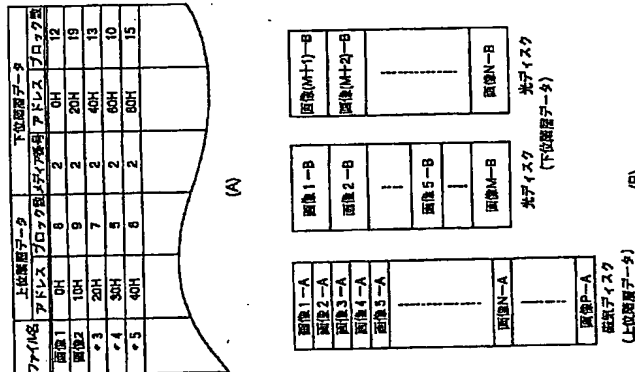 上位階層データ 下位階層データ
ファイル名 アドレス ブロック数 メディア番号 アドレス ブロック数
画像1 0H 8 2 0H 12
画像2 10H 9 2 20H 19
〃3 20H 7 2 40H 13
〃4 30H 5 2 60H 10
〃5 40H 6 2 80H 15
(A)
画像1―A
画像2―A
画像3―A
画像4―A
画像5―A
画像N―A
画像P―A
磁気ディスク
(上位階層データ)
画像1―B
画像2―B
画像5―B
画像M―B
光ディスク
(下位階層データ)
画像(M+1)―B
画像(M+2)―B
画像N―B
光ディスク
(B)